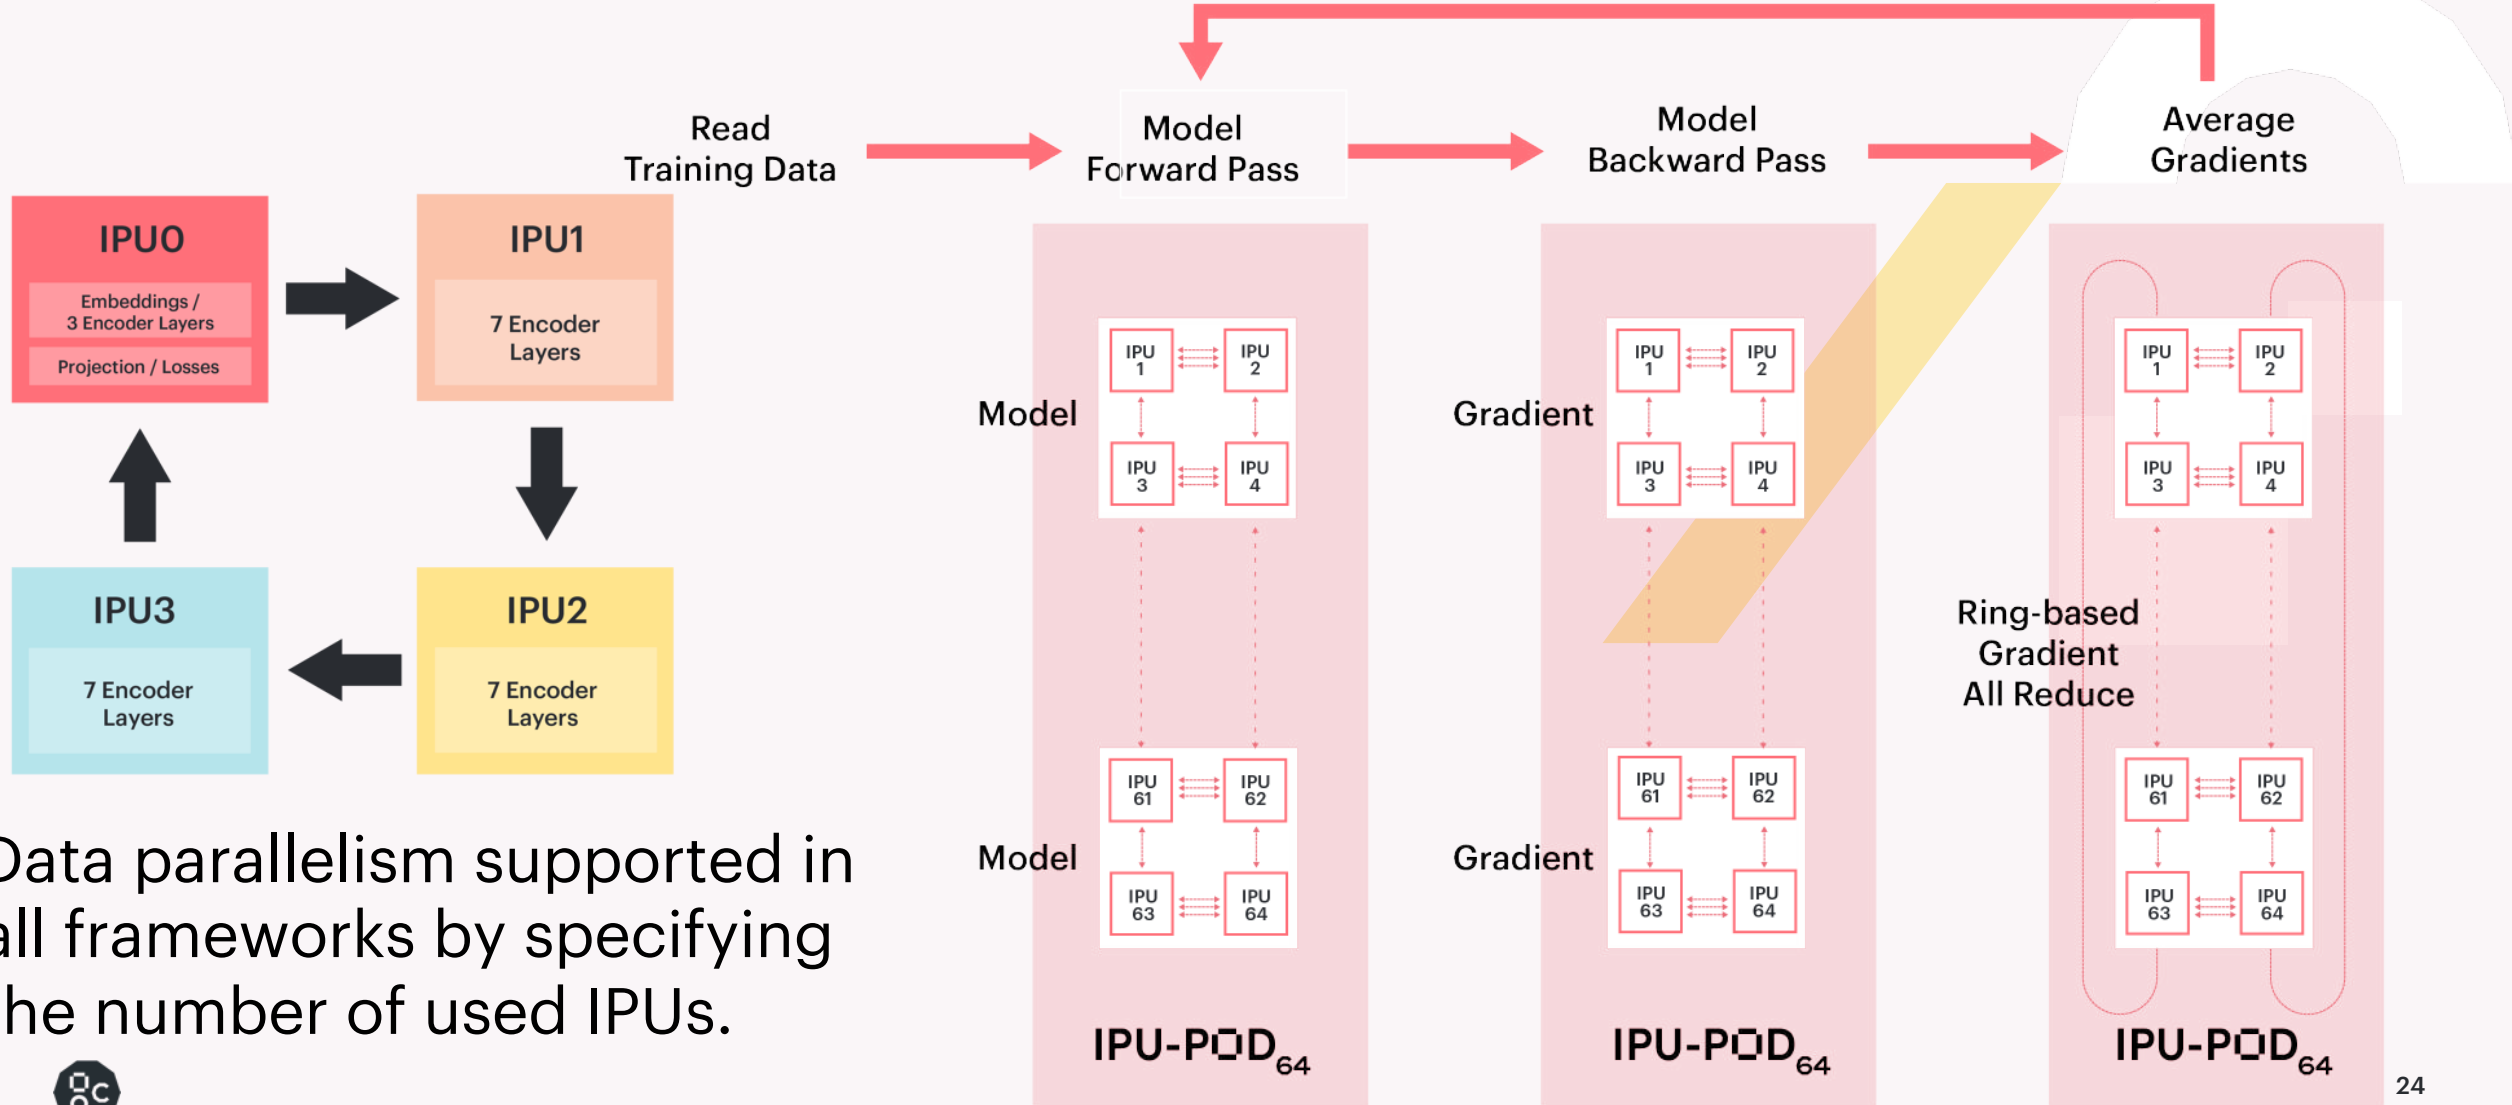 Read
Training Data
Model
Forward Pass
Model
Backward Pass
Average
Gradients
IPU0
Embeddings /
3 Encoder Layers
Projection / Losses
IPU1
7 Encoder
Layers
IPU3
7 Encoder
Layers
IPU2
7 Encoder
Layers
Data parallelism supported in
all frameworks by specifying
the number of used IPUs.
Model
IPU
1
IPU
2
IPU
3
IPU
4
Model
IPU
61
IPU
62
IPU
63
IPU
64
IPU-POD64
Gradient
IPU
1
IPU
2
IPU
3
IPU
4
Gradient
IPU
61
IPU
62
IPU
63
IPU
64
IPU-POD64
IPU
1
IPU
2
IPU
3
IPU
4
Ring-based
Gradient
All Reduce
IPU
61
IPU
62
IPU
63
IPU
64
IPU-POD64
24